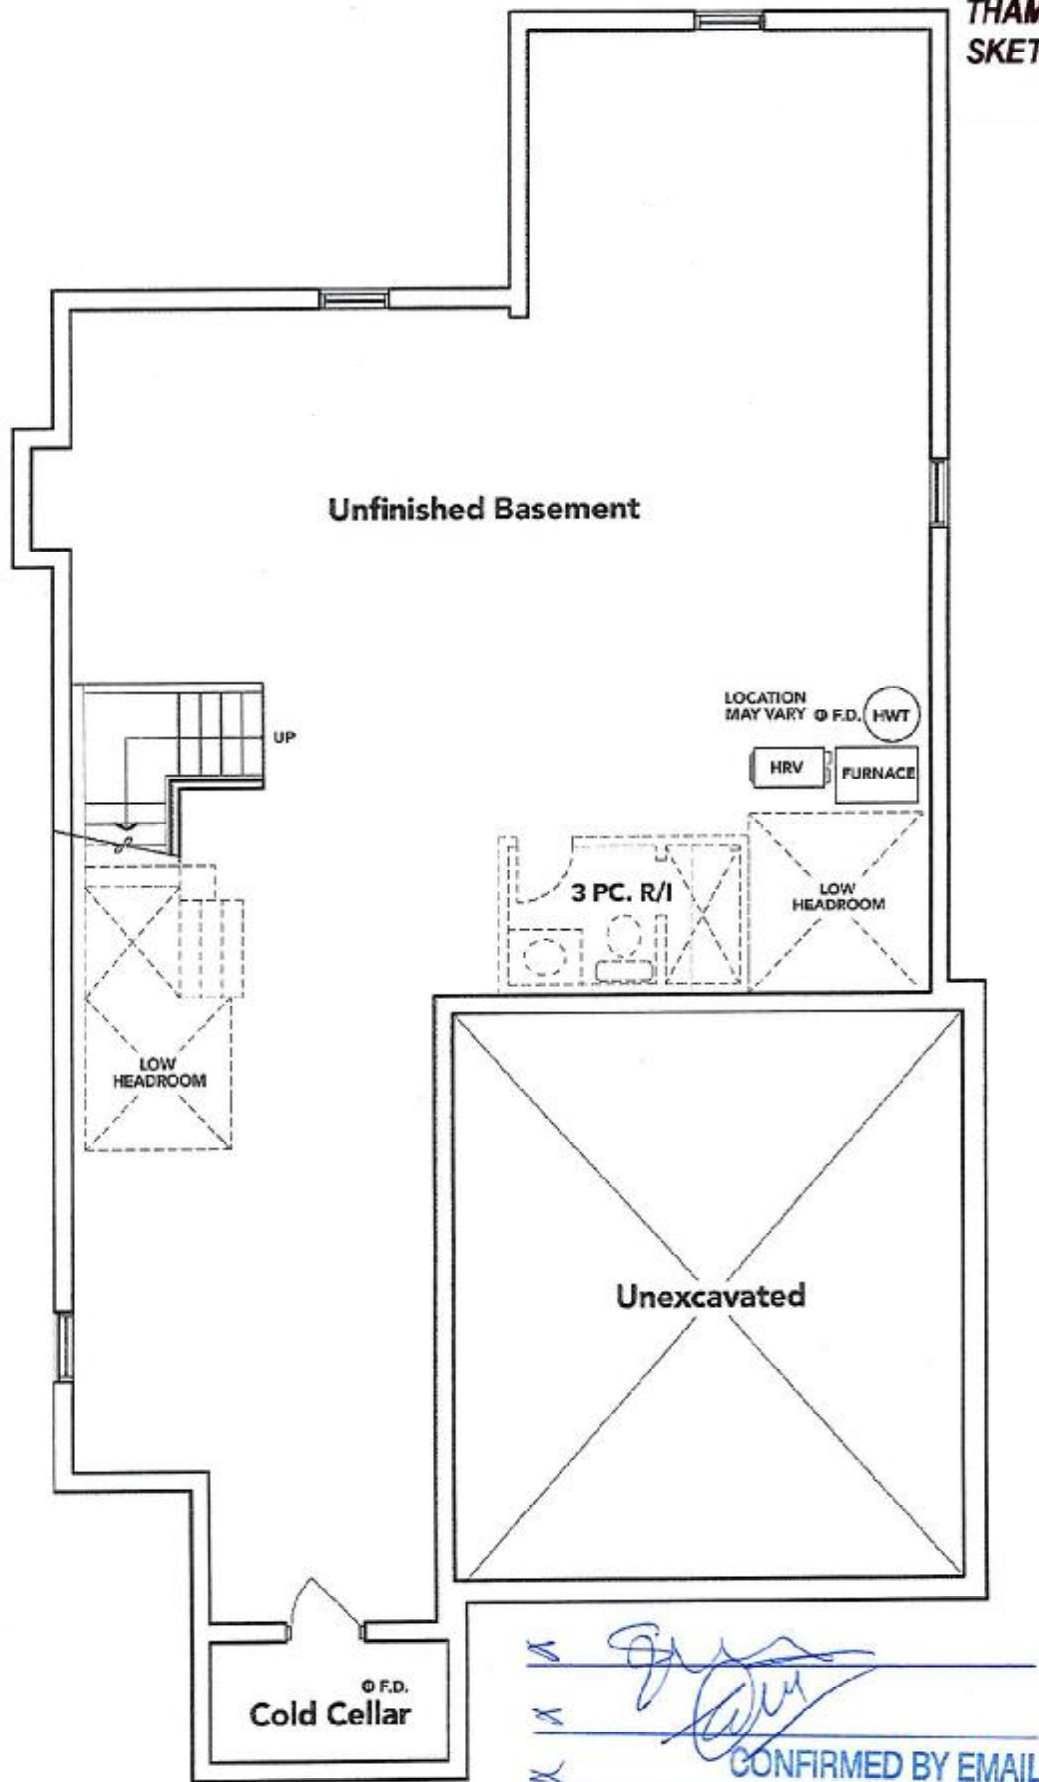 THAM
SKET
Unfinished Basement
UP
LOCATION
MAY VARY
F.D.
HWT
HRV
FURNACE
3 PC. R/I
LOW
HEADROOM
LOW
HEADROOM
Unexcavated
F.D.
Cold Cellar
X
X
X
CONFIRMED BY EMAIL